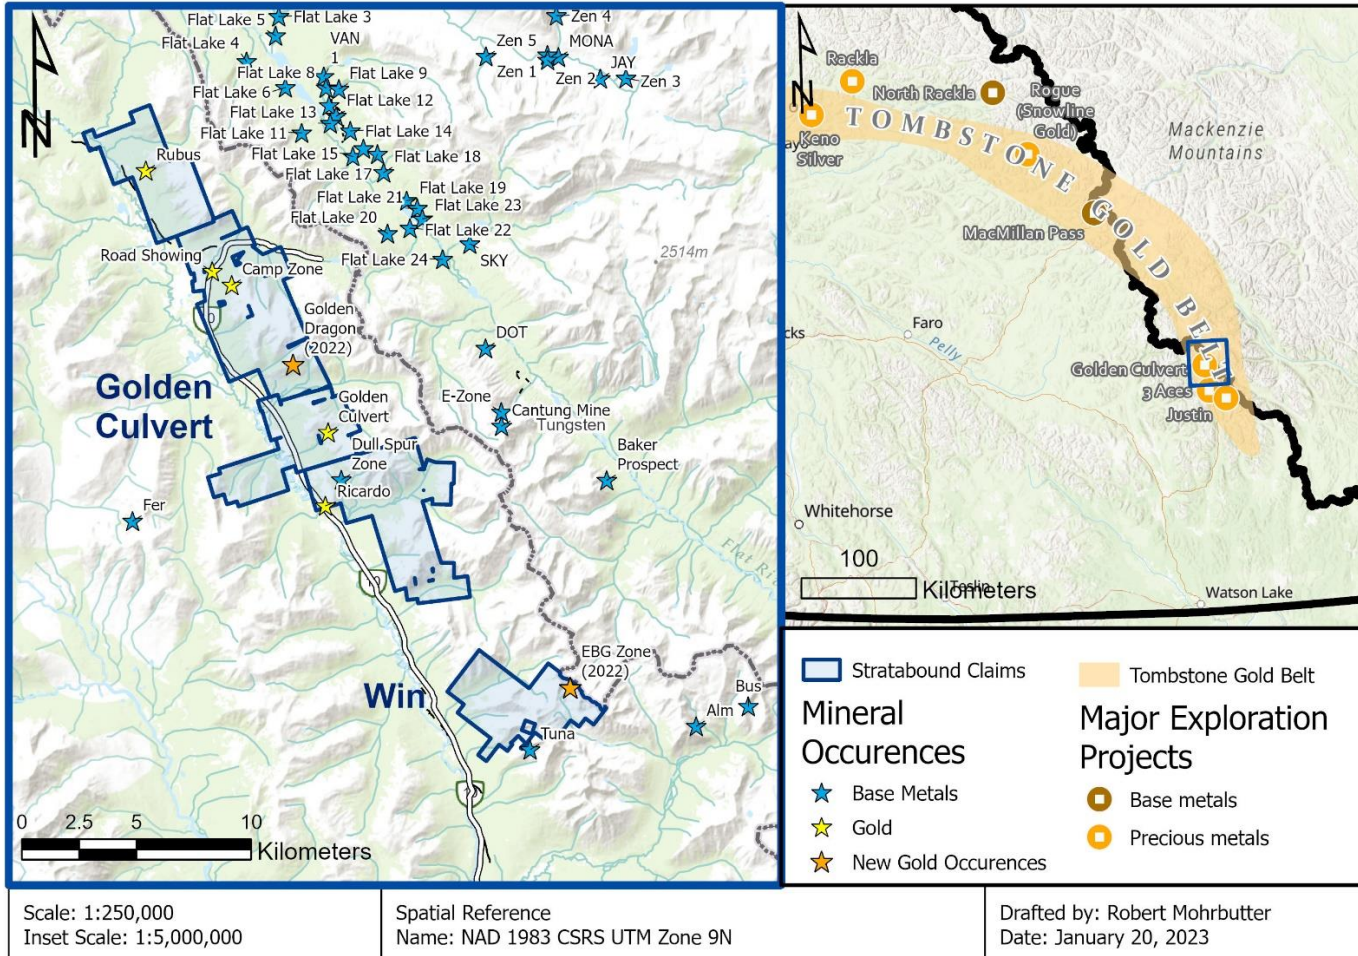 Flat Lake 5
Flat Lake 3
VAN
1
Flat Lake 4
Flat Lake 8
Flat Lake 9
Flat Lake 6
Flat Lake 12
Flat Lake 13
Flat Lake 11
Flat Lake 14
Flat Lake 15
Flat Lake 18
Flat Lake 17
Flat Lake 19
Flat Lake 21
Flat Lake 23
Flat Lake 20
Flat Lake 22
Flat Lake 24
SKY
Zen 4
Zen 5
MONA
Zen 1
JAY
Zen 2
Zen 3
N
Rubus
Road Showing
Camp Zone
2514m
Golden
Dragon
(2022)
DOT
Golden
Culvert
Golden
Culvert
E-Zone
Cantung Mine
Tungsten
Dull Spur
Zone
Baker
Prospect
Ricardo
Fer
EBG Zone
(2022)
Win
Bus
Alm
Tuna
0 2.5 5 10
Kilometers
N
Rackla
North Rackla
Rogue
(Snowline
Gold)
Keno
Silver
TOMBSTONE GOLD BELT
Mackenzie
Mountains
MacMillan Pass
Faro
Pelly
Golden Culvert
3 Aces
Justin
Whitehorse
100
Kilometers
Teslin
Watson Lake
Stratabound Claims
Mineral
Occurences
Base Metals
Gold
New Gold Occurences
Tombstone Gold Belt
Major Exploration
Projects
Base metals
Precious metals
Scale: 1:250,000
Inset Scale: 1:5,000,000
Spatial Reference
Name: NAD 1983 CSRS UTM Zone 9N
Drafted by: Robert Mohrbutter
Date: January 20, 2023